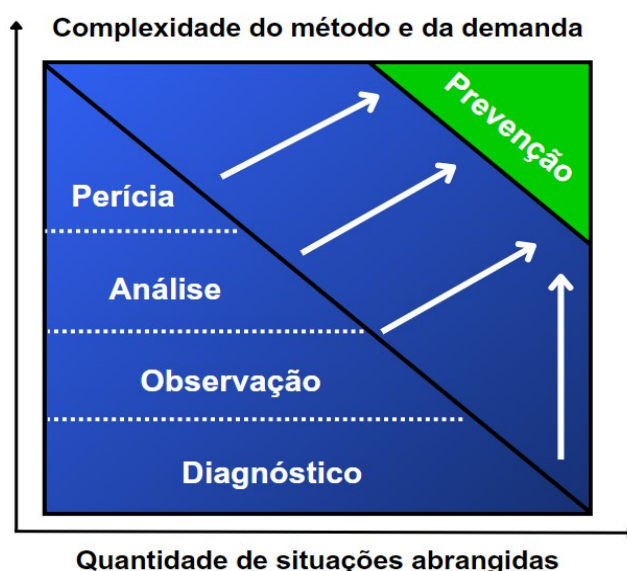 Complexidade do método e da demanda
Prevenção
Perícia
Análise
Observação
Diagnóstico
Quantidade de situações abrangidas